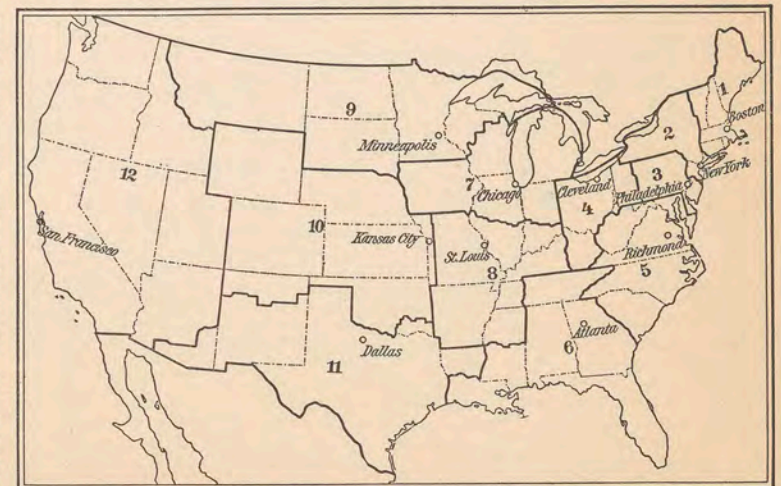 1
Boston
2
9
Minneapolis
New York
3
Philadelphia
7
Chicago
Cleveland
4
12
10
San Francisco
Kansas City
St. Louis
8
Richmond
5
Atlanta
6
Dallas
11